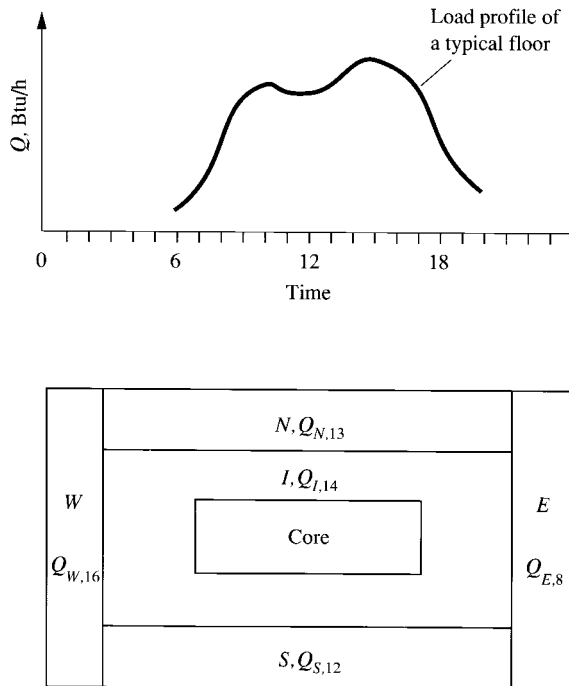 Load profile of
a typical floor
Q, Btu/h
0 6 12 18
Time
N, Q_{N,13}
I, Q_{I,14}
W
E
Core
Q_{W,16}
Q_{E,8}
S, Q_{S,12}